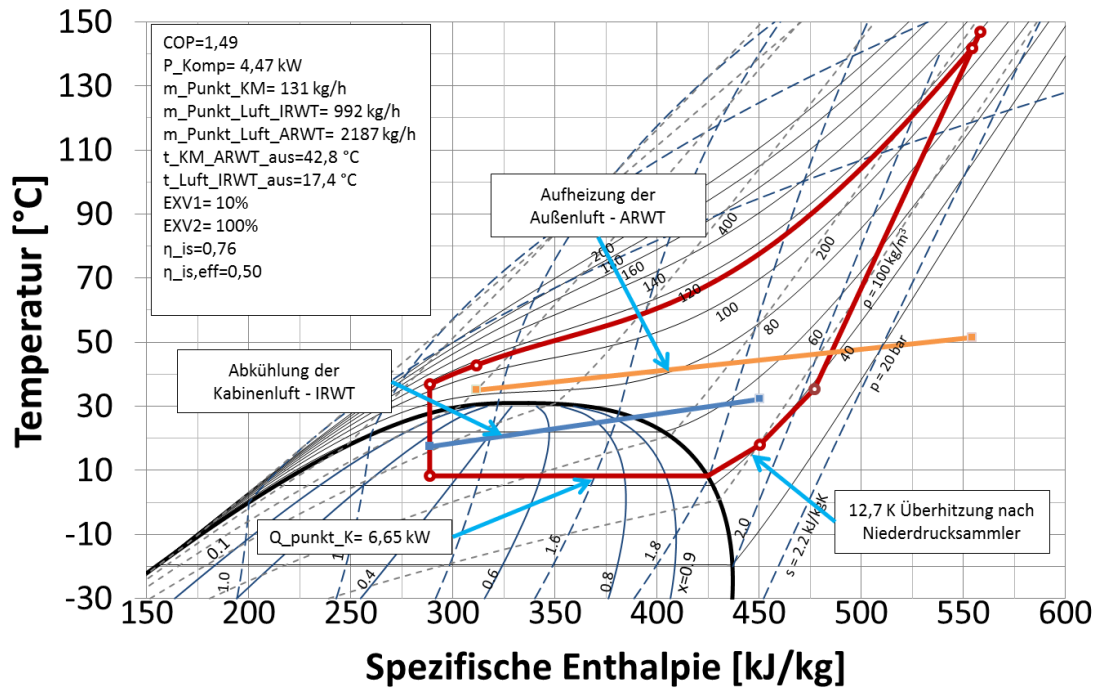 COP=1,49
P_Komp= 4,47 kW
m_Punkt_KM= 131 kg/h
m_Punkt_Luft_IRWT= 992 kg/h
m_Punkt_Luft_ARWT= 2187 kg/h
t_KM_ARWT_aus=42,8 °C
t_Luft_IRWT_aus=17,4 °C
EXV1= 10%
EXV2= 100%
η_is=0,76
η_is,eff=0,50
Aufheizung der
Außenluft - ARWT
Abkühlung der
Kabinenluft - IRWT
Q_punkt_K= 6,65 kW
12,7 K Überhitzung nach
Niederdrucksammler
400
200
160
140
120
100
80
60
40
200
ρ = 100 kg/m³
p = 20 bar
0.1
1.0
0.4
0.6
1.6
0.8
1.8
x=0.9
2.0
s = 2.2 kJ/kgK
Temperatur [°C]
150
130
110
90
70
50
30
10
-10
-30
150 200 250 300 350 400 450 500 550 600
Spezifische Enthalpie [kJ/kg]